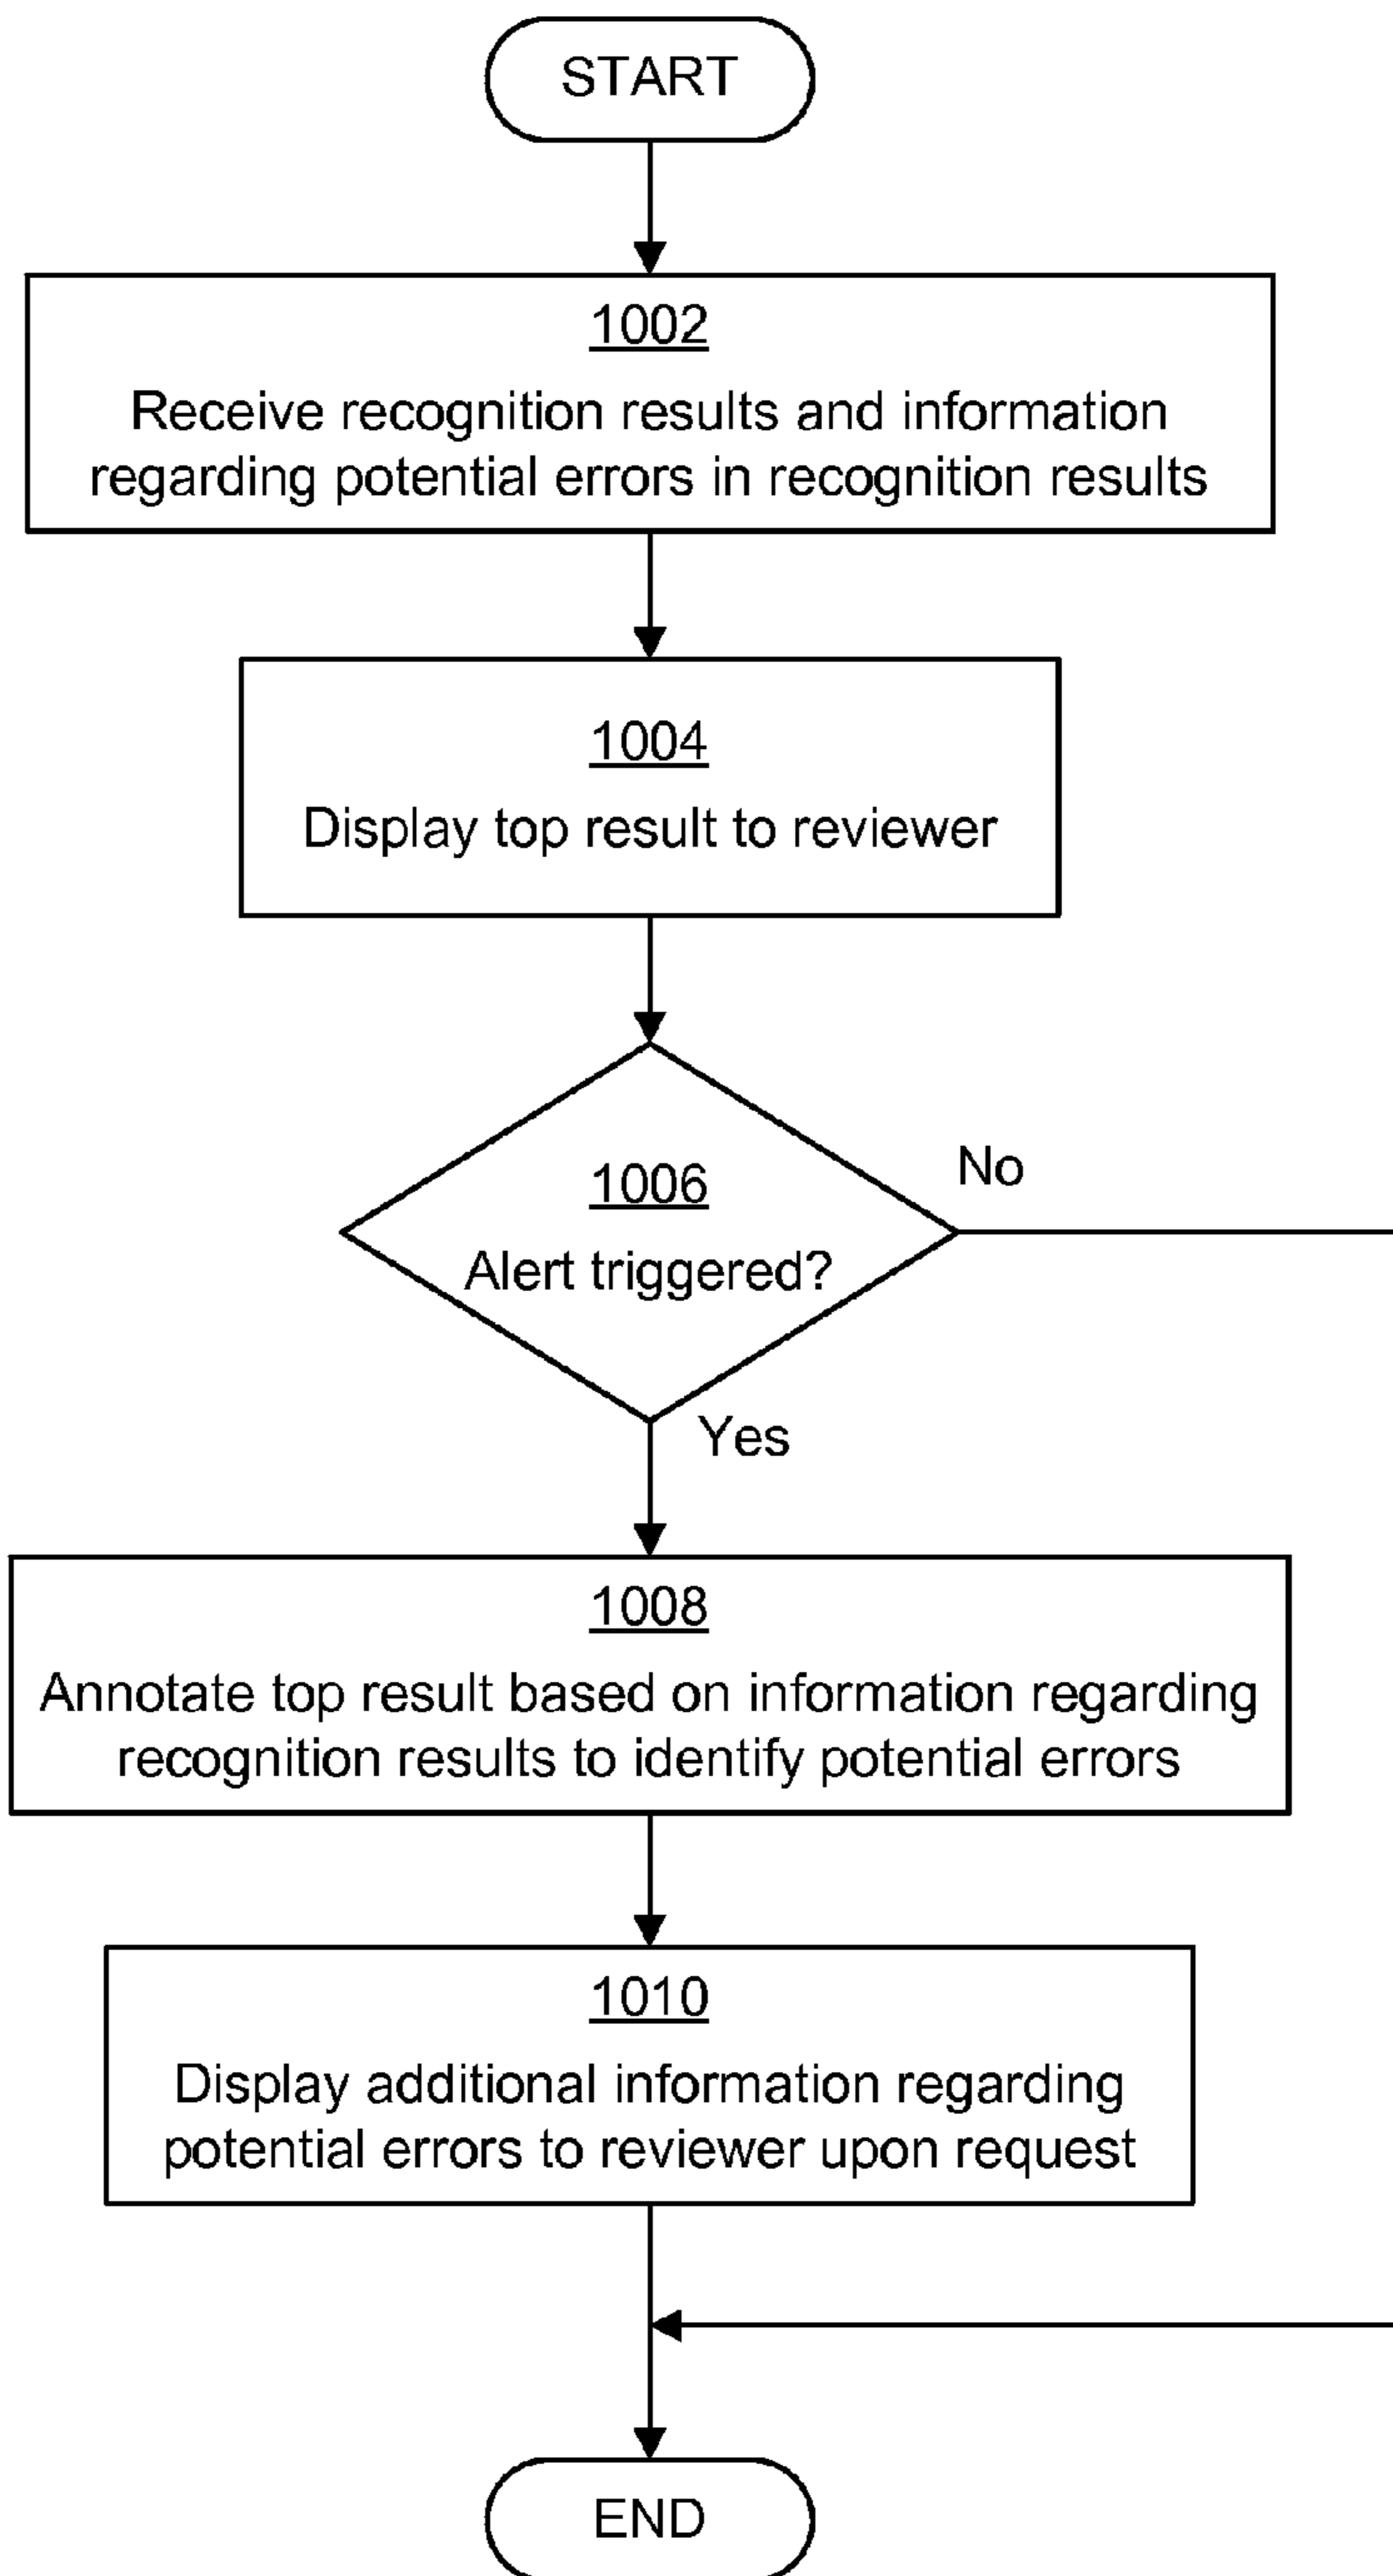 START
1002
Receive recognition results and information
regarding potential errors in recognition results
1004
Display top result to reviewer
1006
Alert triggered?
No
Yes
1008
Annotate top result based on information regarding
recognition results to identify potential errors
1010
Display additional information regarding
potential errors to reviewer upon request
END